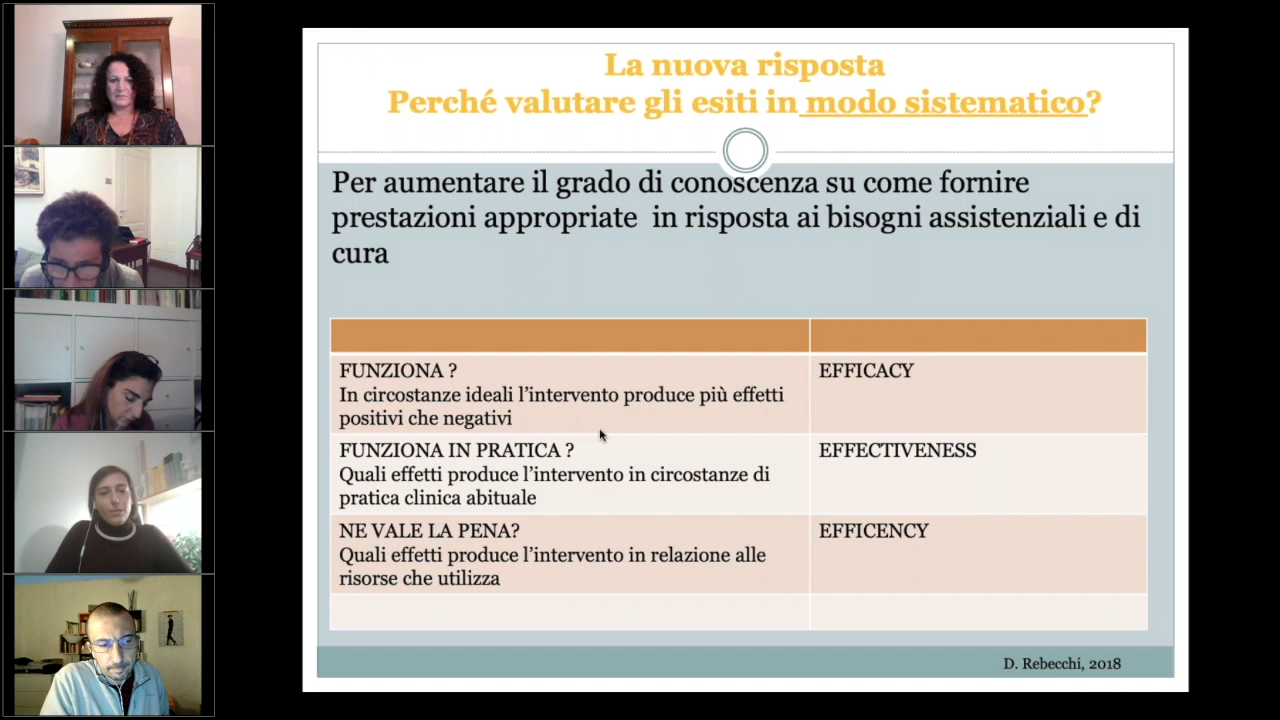 La nuova risposta
Perché valutare gli esiti in modo sistematico?
Per aumentare il grado di conoscenza su come fornire
prestazioni appropriate in risposta ai bisogni assistenziali e di
cura
FUNZIONA ?
In circostanze ideali l’intervento produce più effetti
positivi che negativi
EFFICACY
FUNZIONA IN PRATICA ?
Quali effetti produce l’intervento in circostanze di
pratica clinica abituale
EFFECTIVENESS
NE VALE LA PENA?
Quali effetti produce l’intervento in relazione alle
risorse che utilizza
EFFICENCY
D. Rebecchi, 2018